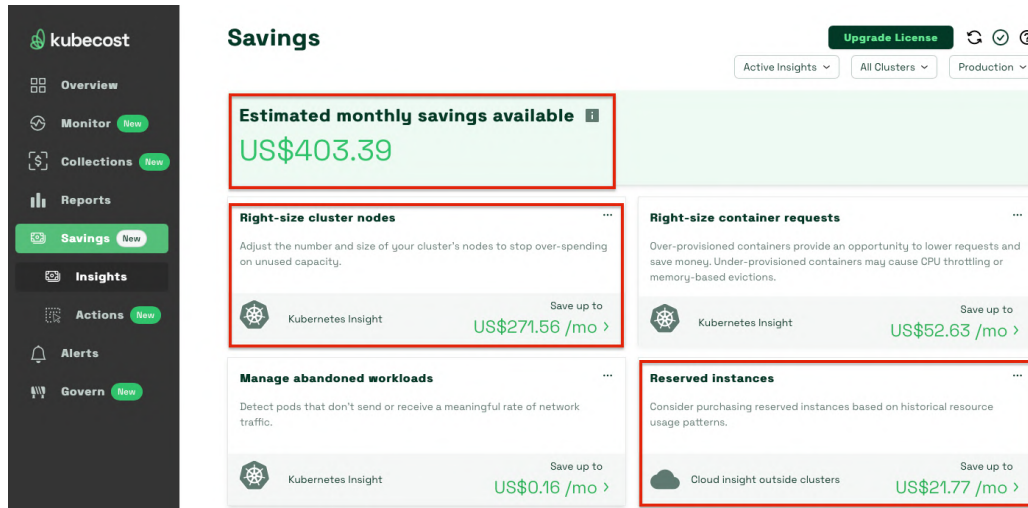 kubecost
Overview
Monitor New
Collections New
Reports
Savings New
Insights
Actions New
Alerts
Govern New
Savings
Upgrade License
Active Insights
All Clusters
Production
Estimated monthly savings available
US$403.39
Right-size cluster nodes
Adjust the number and size of your cluster's nodes to stop over-spending
on unused capacity.
Kubernetes Insight
Save up to
US$271.56 /mo
Right-size container requests
Over-provisioned containers provide an opportunity to lower requests and
save money. Under-provisioned containers may cause CPU throttling or
memory-based evictions.
Kubernetes Insight
Save up to
US$52.63 /mo
Manage abandoned workloads
Detect pods that don't send or receive a meaningful rate of network
traffic.
Kubernetes Insight
Save up to
US$0.16 /mo
Reserved instances
Consider purchasing reserved instances based on historical resource
usage patterns.
Cloud insight outside clusters
Save up to
US$21.77 /mo